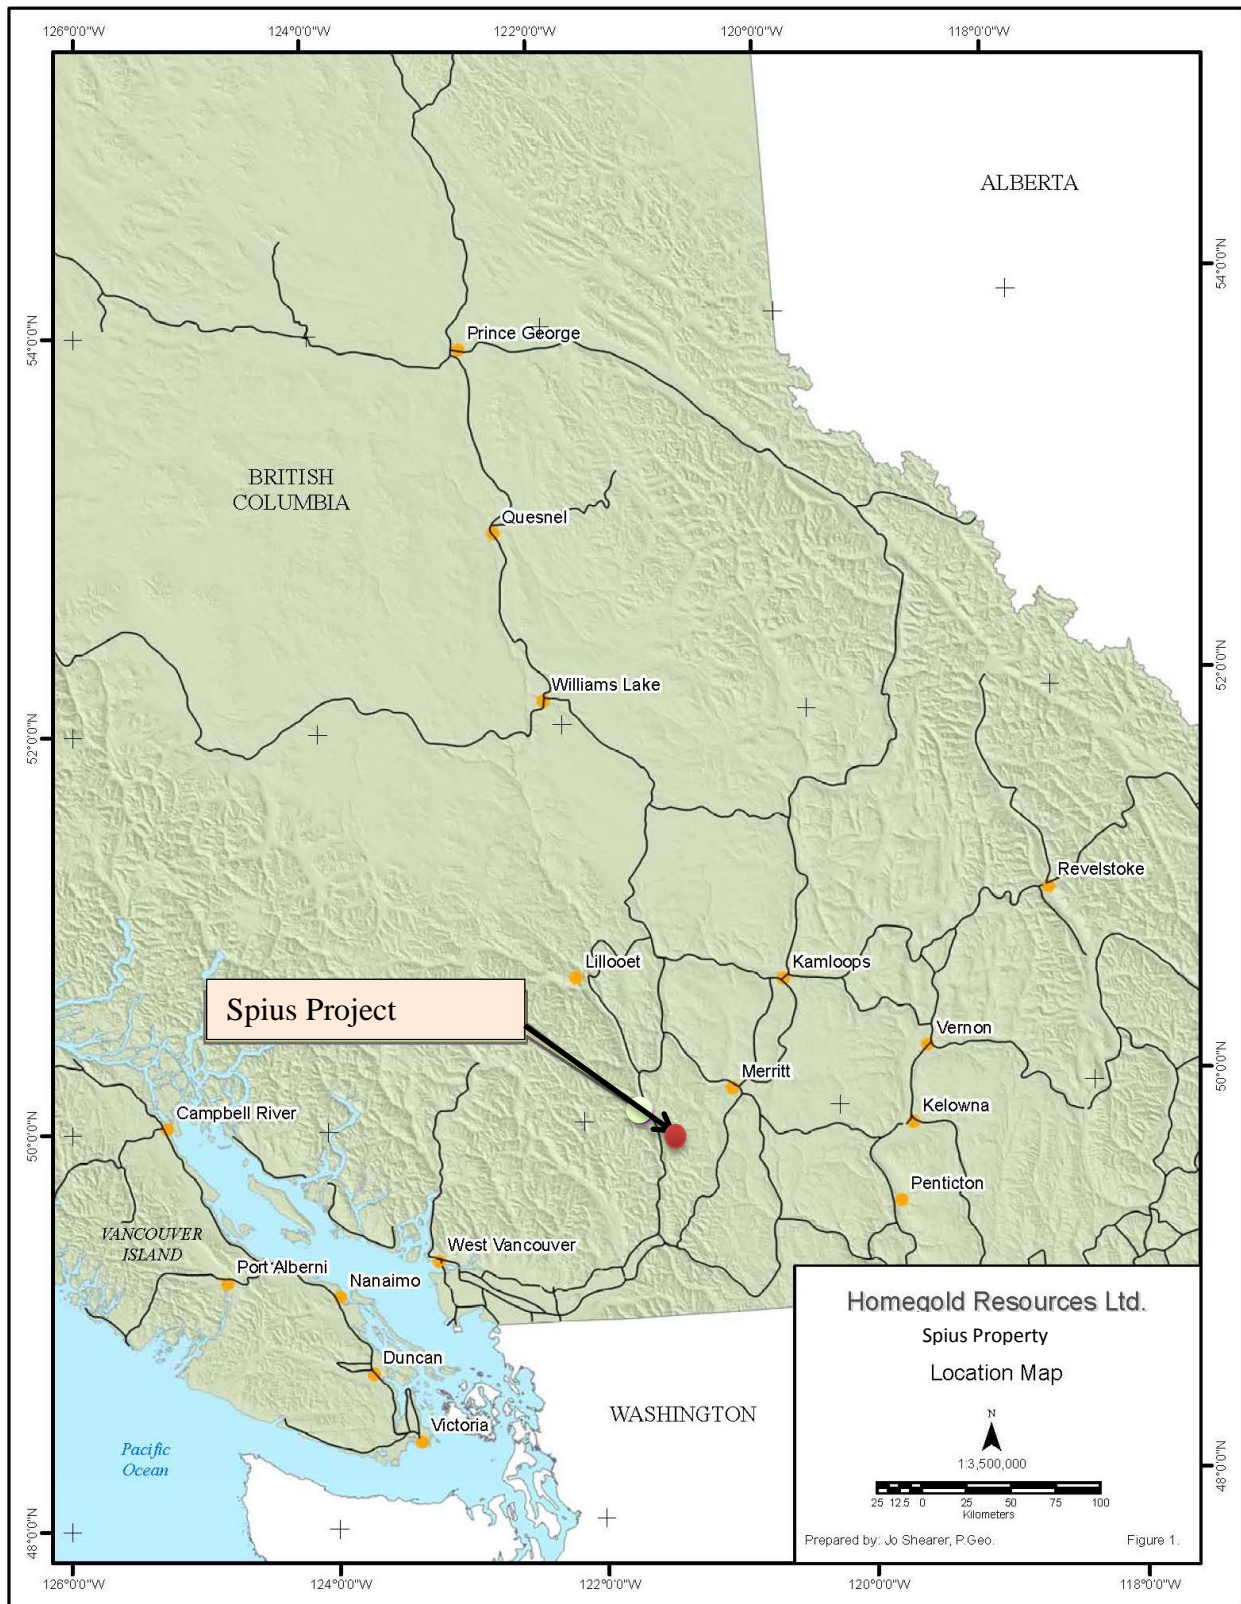 126°0'0"W
124°0'0"W
122°0'0"W
120°0'0"W
118°0'0"W
ALBERTA
54°0'0"N
54°0'0"N
Prince George
BRITISH
COLUMBIA
Quesnel
52°0'0"N
Williams Lake
52°0'0"N
Revelstoke
Lillooet
Kamloops
Spius Project
Vernon
Merritt
50°0'0"N
Kelowna
Campbell River
50°0'0"N
Penticton
VANCOUVER
ISLAND
West Vancouver
Port Alberni
Nanaimo
Duncan
Victoria
WASHINGTON
Pacific
Ocean
Homegold Resources Ltd.
Spius Property
Location Map
N
1:3,500,000
25 12.5 0 25 50 75 100
Kilometers
Prepared by: Jo Shearer, P.Geo.
Figure 1.
48°0'0"N
48°0'0"N
126°0'0"W
124°0'0"W
122°0'0"W
120°0'0"W
118°0'0"W